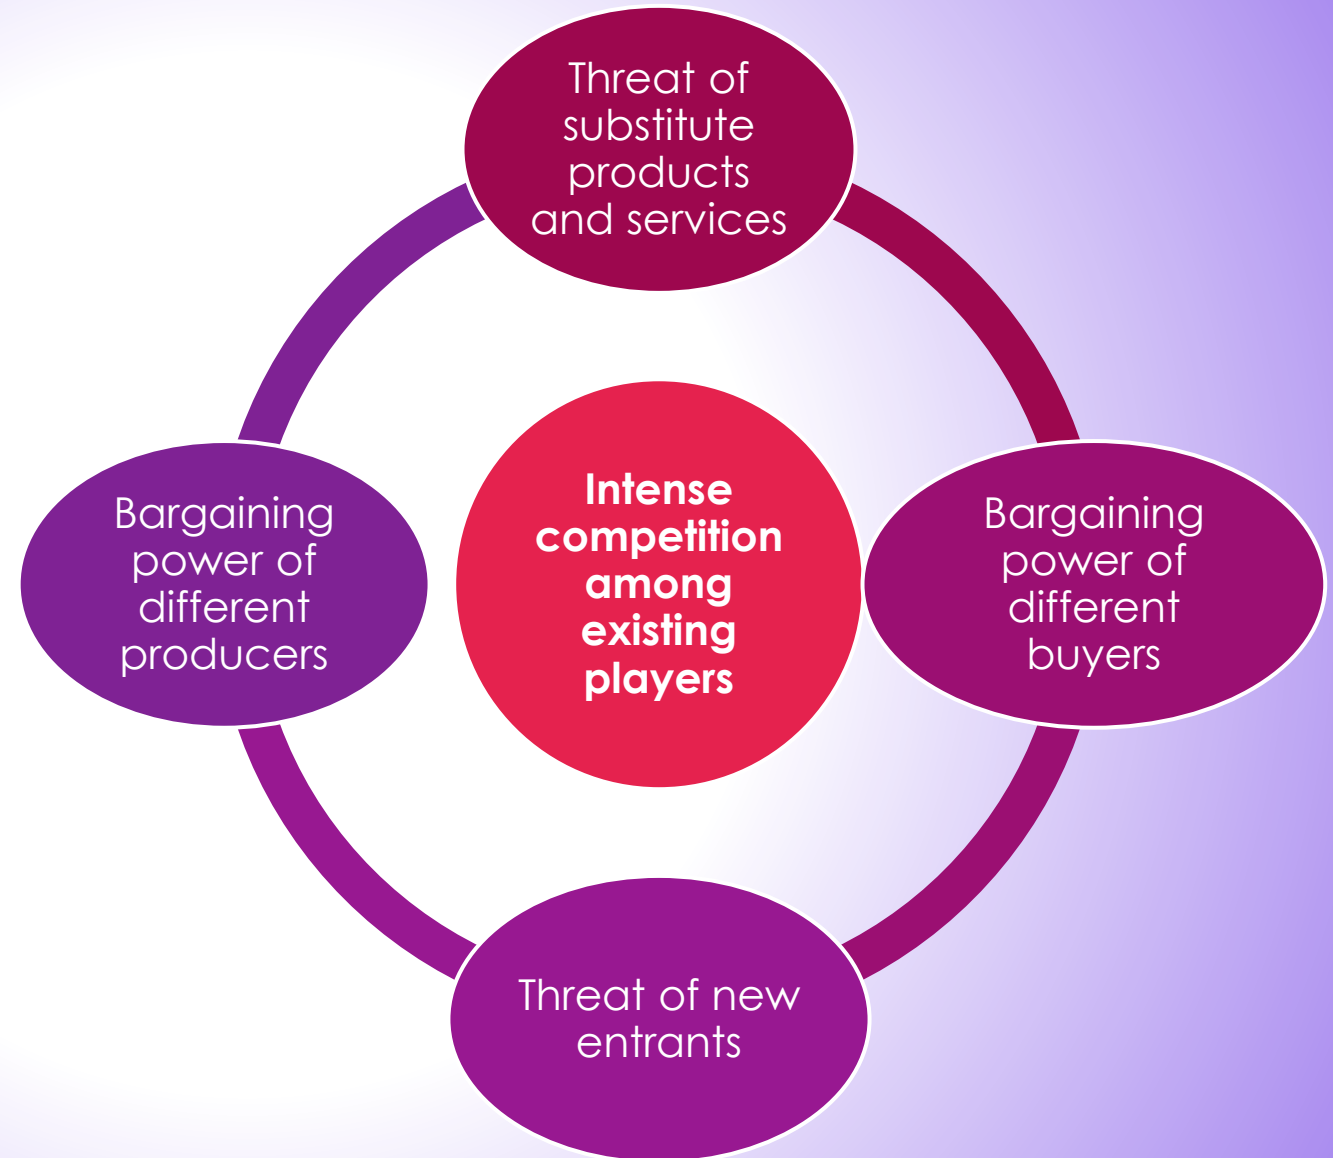 Threat of
substitute
products
and services
Bargaining
power of
different
producers
Intense
competition
among
existing
players
Bargaining
power of
different
buyers
Threat of new
entrants